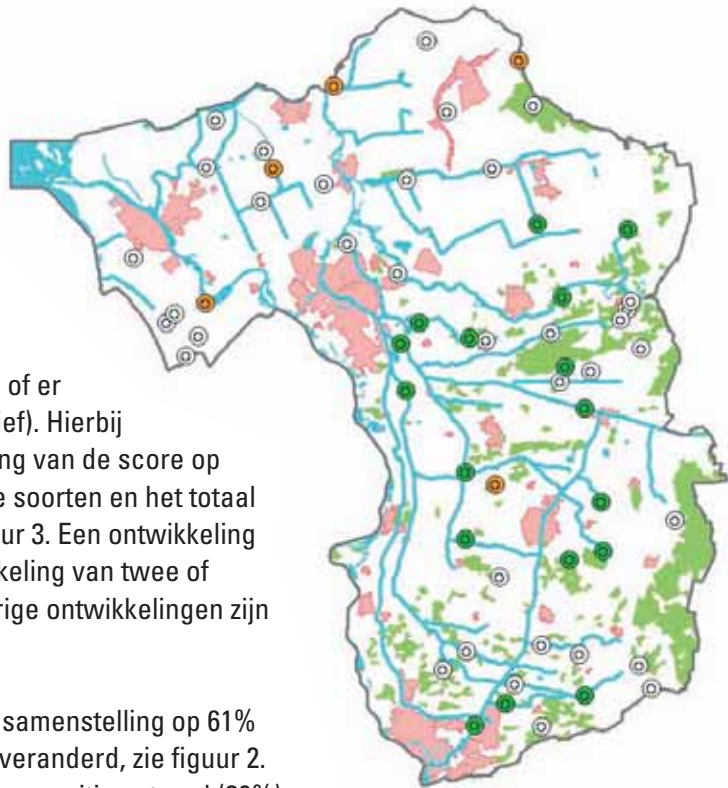 of er
ief). Hierbij
ng van de score op
e soorten en het totaal
ur 3. Een ontwikkeling
keling van twee of
rige ontwikkelingen zijn
samenstelling op 61%
veranderd, zie figuur 2.